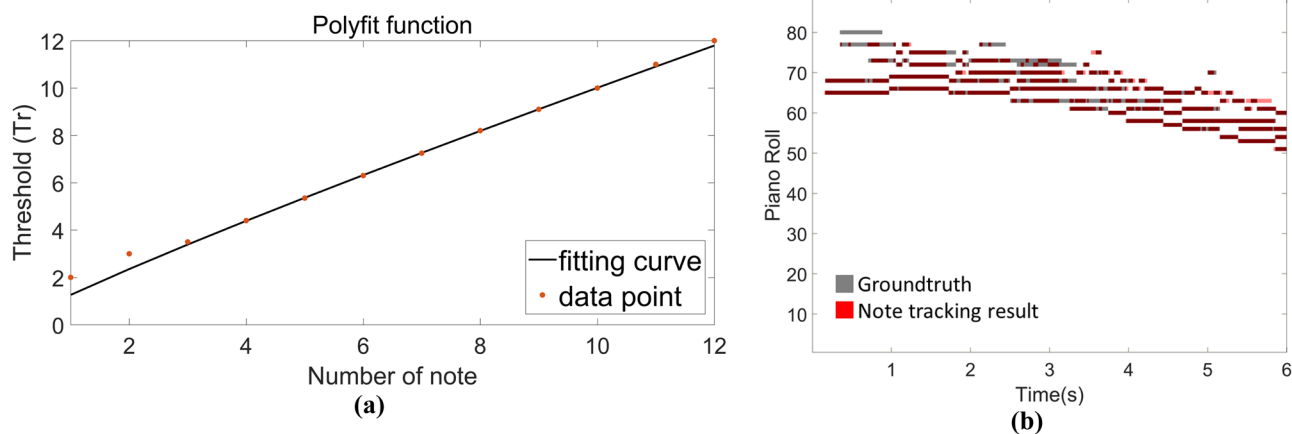 Polyfit function
Threshold (Tr)
12
10
8
6
4
2
0
2
4
6
8
10
12
Number of note
fitting curve
data point
(a)
Piano Roll
80
70
60
50
40
30
20
10
1
2
3
4
5
6
Time(s)
Groundtruth
Note tracking result
(b)